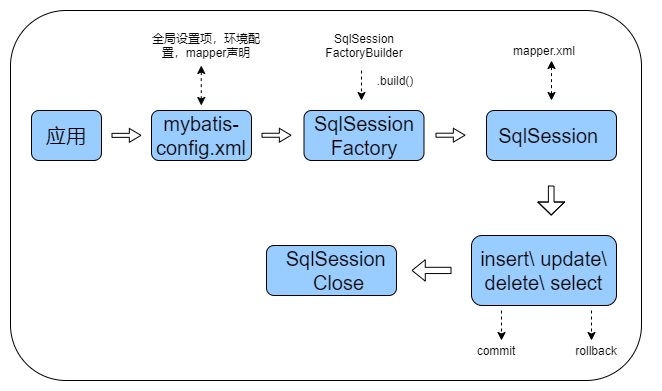 全局设置项，环境配
置，mapper声明
SqlSession
FactoryBuilder
.build()
mapper.xml
应用
mybatis-
config.xml
SqlSession
Factory
SqlSession
insert\ update\
delete\ select
SqlSession
Close
commit
rollback